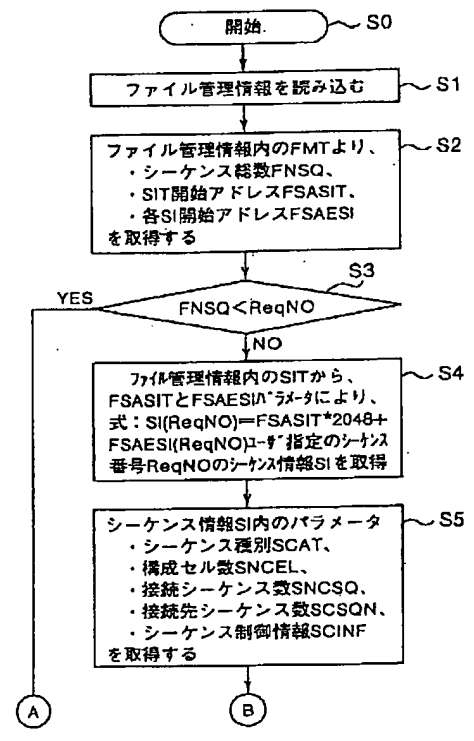 開始.
S0
ファイル管理情報を読み込む
S1
ファイル管理情報内のFMTより、
・シーケンス総数FNSQ、
・SIT開始アドレスFSASIT、
・各SI開始アドレスFSAESI
を取得する
S2
FNSQ<ReqNO
S3
YES
NO
ファイル管理情報内のSITから、
FSASITとFSAESIパラメータにより、
式：SI(ReqNO)=FSASIT*2048+
FSAESI(ReqNO)ユーザ指定のシーケンス
番号ReqNOのシーケンス情報SIを取得
S4
シーケンス情報SI内のパラメータ
・シーケンス種別SCAT、
・構成セル数SNCEL、
・接続シーケンス数SNCSQ、
・接続先シーケンス数SCSQN、
・シーケンス制御情報SCINF
を取得する
S5
A
B